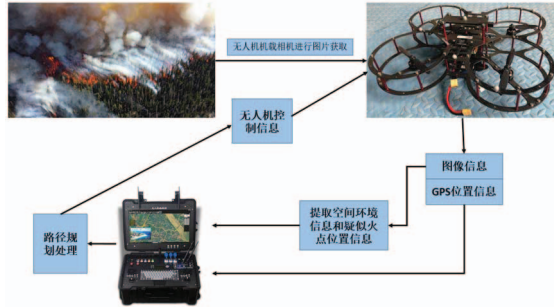 无人机机载相机进行图片获取
无人机控
制信息
图像信息
GPS位置信息
提取空间环境
信息和疑似火
点位置信息
路径规
划处理